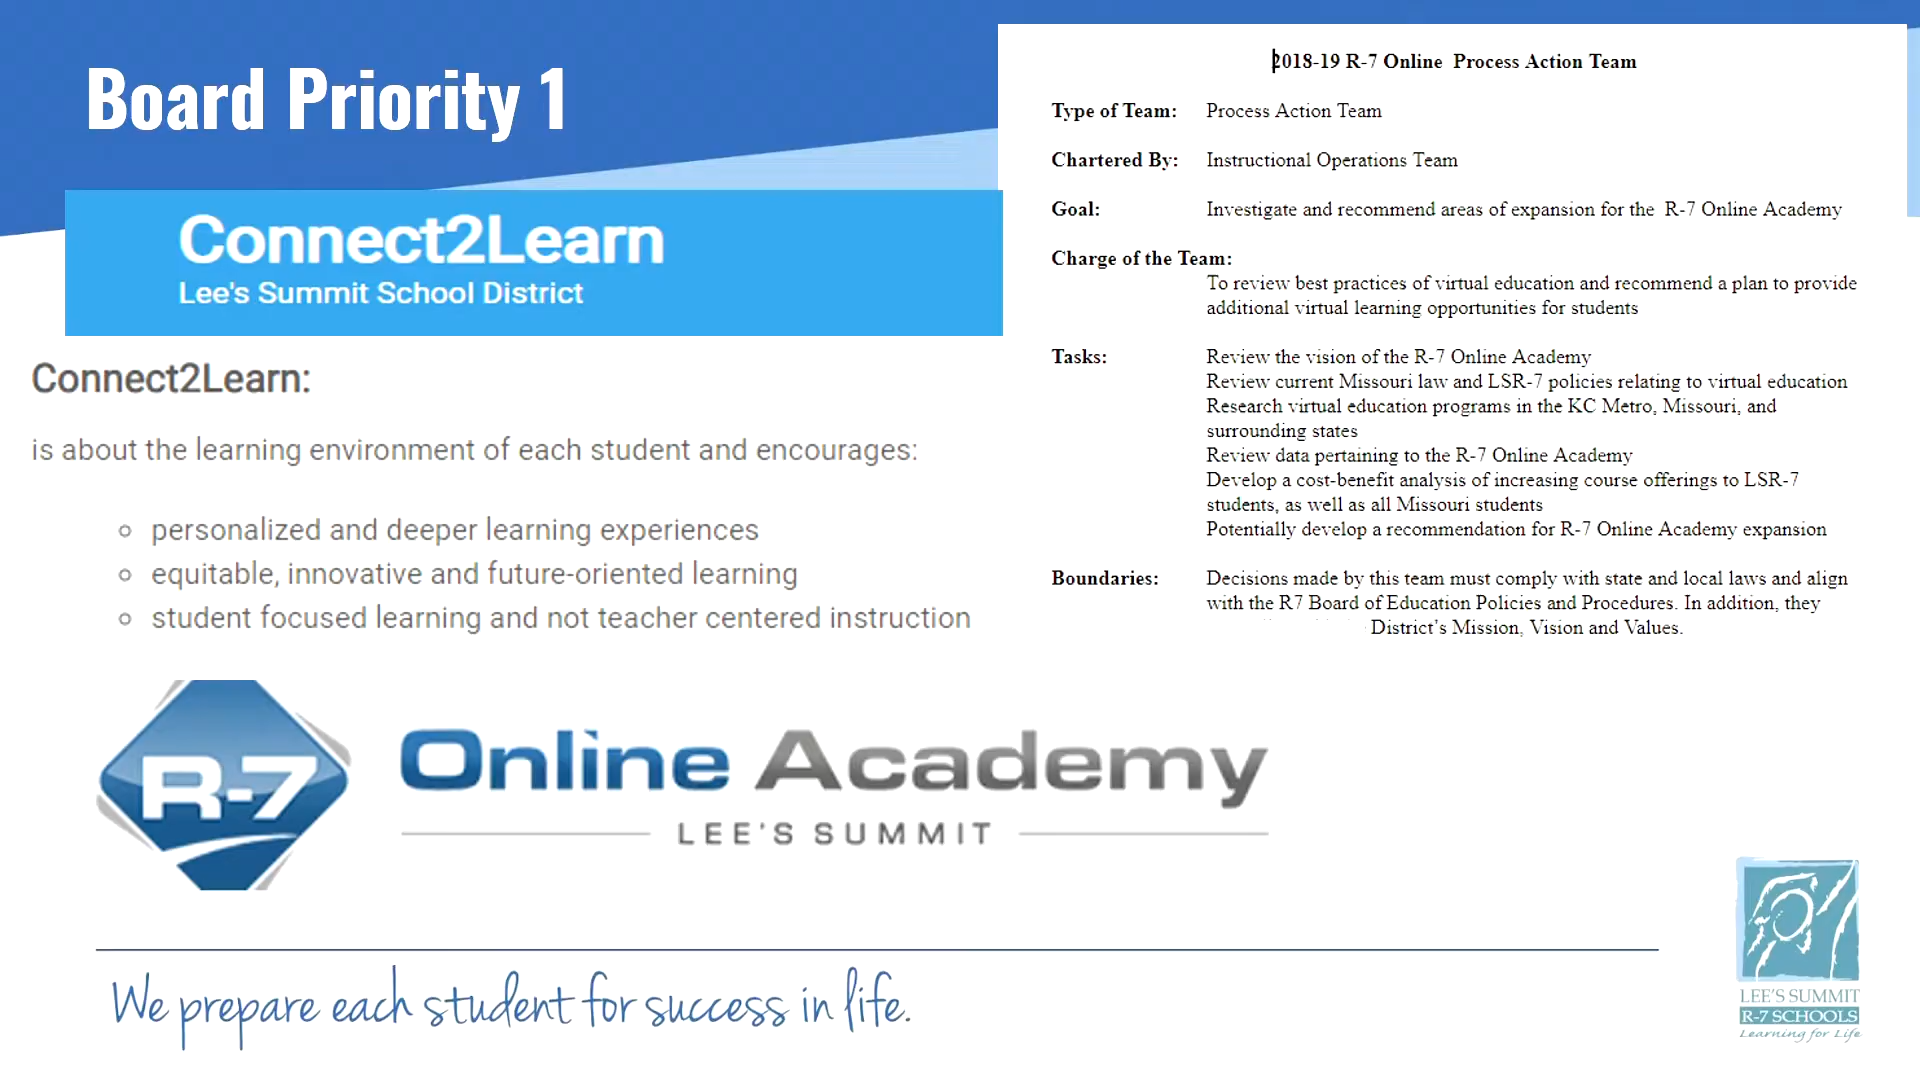 Board Priority 1
Connect2Learn
Lee's Summit School District
Connect2Learn:
is about the learning environment of each student and encourages:
personalized and deeper learning experiences
equitable, innovative and future-oriented learning
student focused learning and not teacher centered instruction
2018-19 R-7 Online Process Action Team
Type of Team: Process Action Team
Chartered By: Instructional Operations Team
Goal: Investigate and recommend areas of expansion for the R-7 Online Academy
Charge of the Team:
To review best practices of virtual education and recommend a plan to provide
additional virtual learning opportunities for students
Tasks: Review the vision of the R-7 Online Academy
Review current Missouri law and LSR-7 policies relating to virtual education
Research virtual education programs in the KC Metro, Missouri, and
surrounding states
Review data pertaining to the R-7 Online Academy
Develop a cost-benefit analysis of increasing course offerings to LSR-7
students, as well as all Missouri students
Potentially develop a recommendation for R-7 Online Academy expansion
Boundaries: Decisions made by this team must comply with state and local laws and align
with the R7 Board of Education Policies and Procedures. In addition, they
District's Mission, Vision and Values.
R-7
Online Academy
LEE'S SUMMIT
We prepare each student for success in life.
LEE'S SUMMIT
R-7 SCHOOLS
Learning for Life